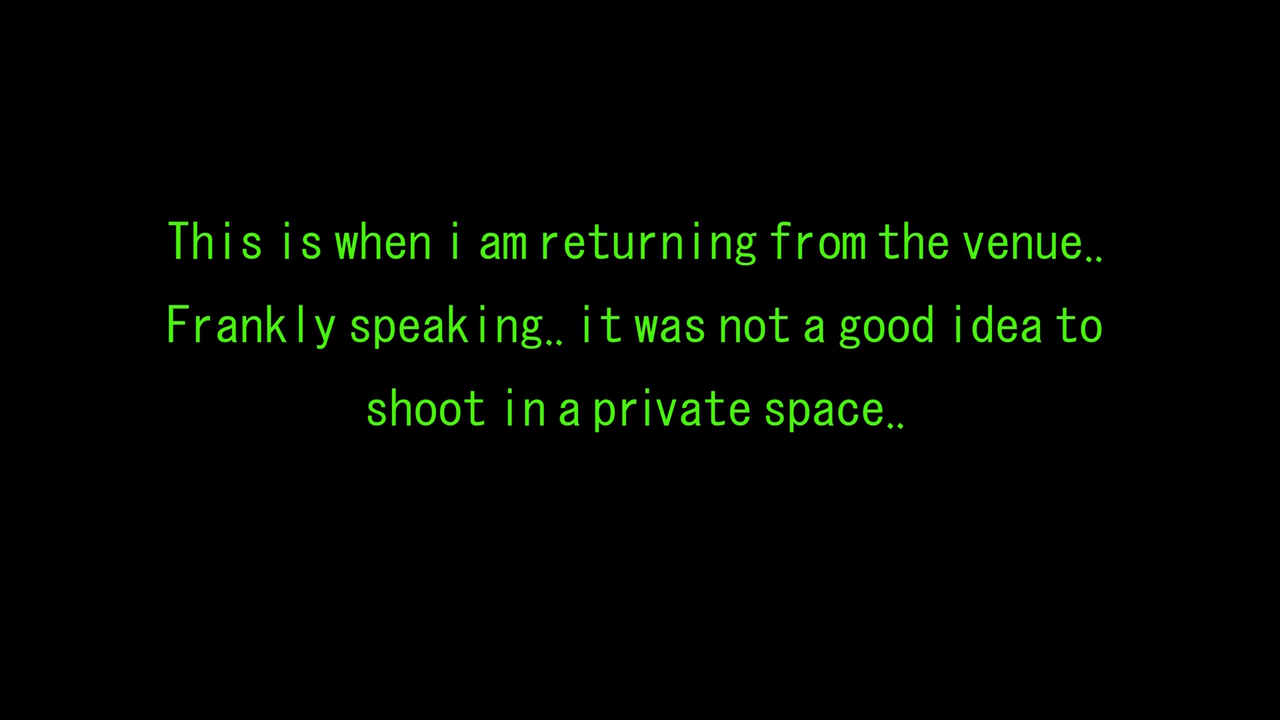 This is when i am returning from the venue..
Frankly speaking.. it was not a good idea to
shoot in a private space..